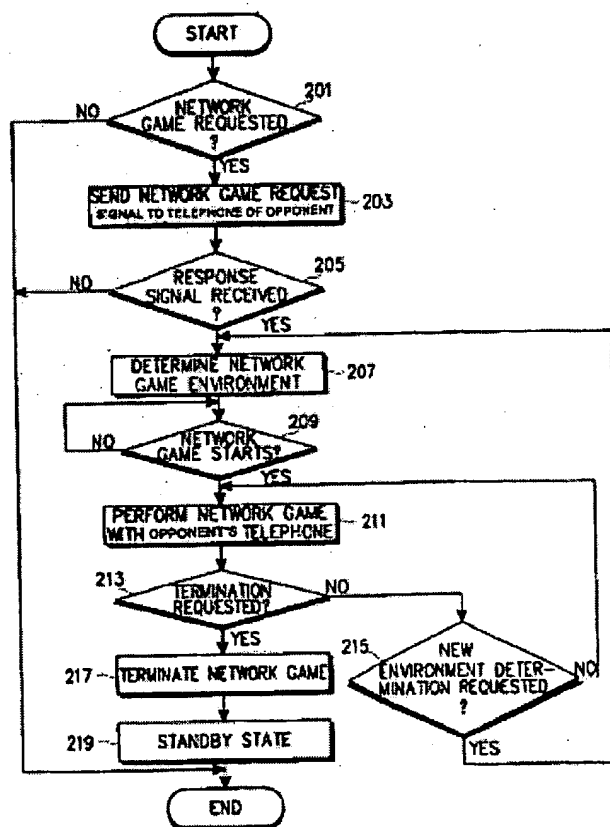 START
201
NO
NETWORK
GAME REQUESTED
?
YES
SEND NETWORK GAME REQUEST
SIGNAL TO TELEPHONE OF OPPONENT
203
205
NO
RESPONSE
SIGNAL RECEIVED
?
YES
DETERMINE NETWORK
GAME ENVIRONMENT
207
209
NO
NETWORK
GAME STARTS?
YES
PERFORM NETWORK GAME
WITH OPPONENT'S TELEPHONE
211
213
TERMINATION
REQUESTED?
NO
YES
215
NEW
ENVIRONMENT DETER-
MINATION REQUESTED
?
NO
YES
217
TERMINATE NETWORK GAME
219
STANDBY STATE
END